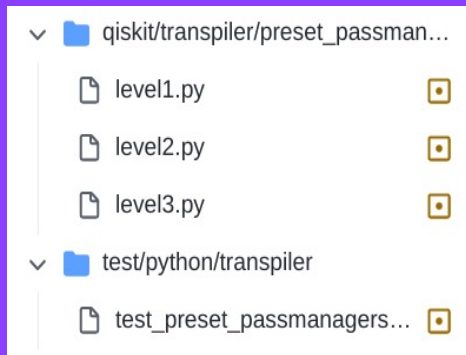 qiskit/transpiler/preset_passman...
level1.py
level2.py
level3.py
test/python/transpiler
test_preset_passmanagers...